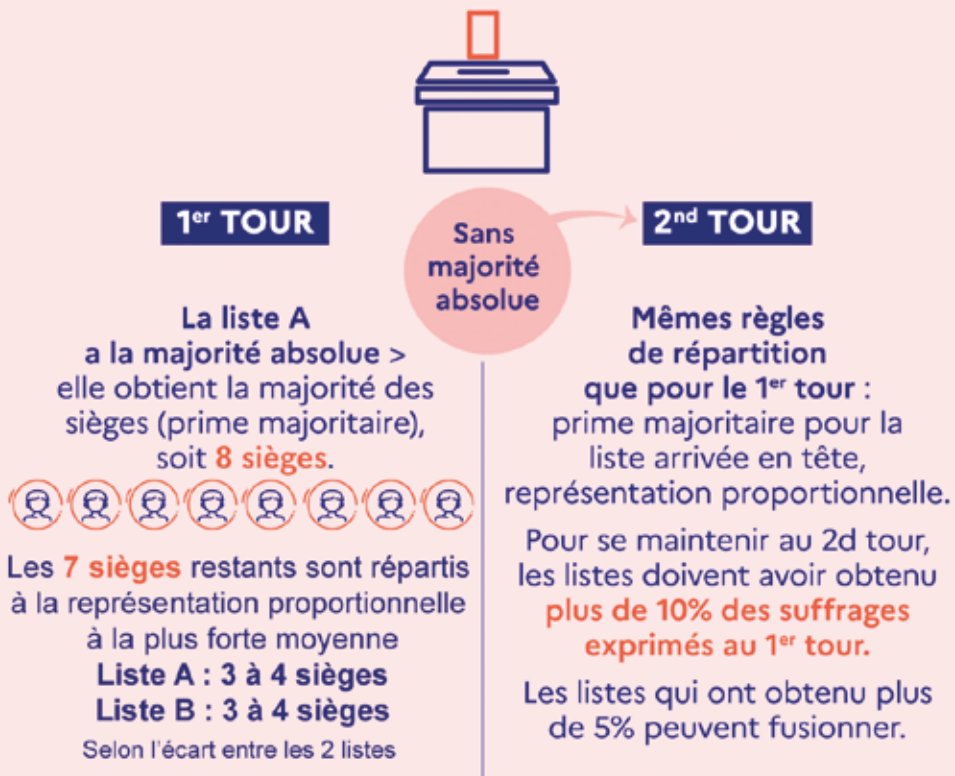 1er TOUR
La liste A
a la majorité absolue >
elle obtient la majorité des
sièges (prime majoritaire),
soit 8 sièges.
Les 7 sièges restants sont répartis
à la représentation proportionnelle
à la plus forte moyenne
Liste A : 3 à 4 sièges
Liste B : 3 à 4 sièges
Selon l'écart entre les 2 listes
Sans
majorité
absolue
2nd TOUR
Mêmes règles
de répartition
que pour le 1er tour :
prime majoritaire pour la
liste arrivée en tête,
représentation proportionnelle.
Pour se maintenir au 2d tour,
les listes doivent avoir obtenu
plus de 10% des suffrages
exprimés au 1er tour.
Les listes qui ont obtenu plus
de 5% peuvent fusionner.